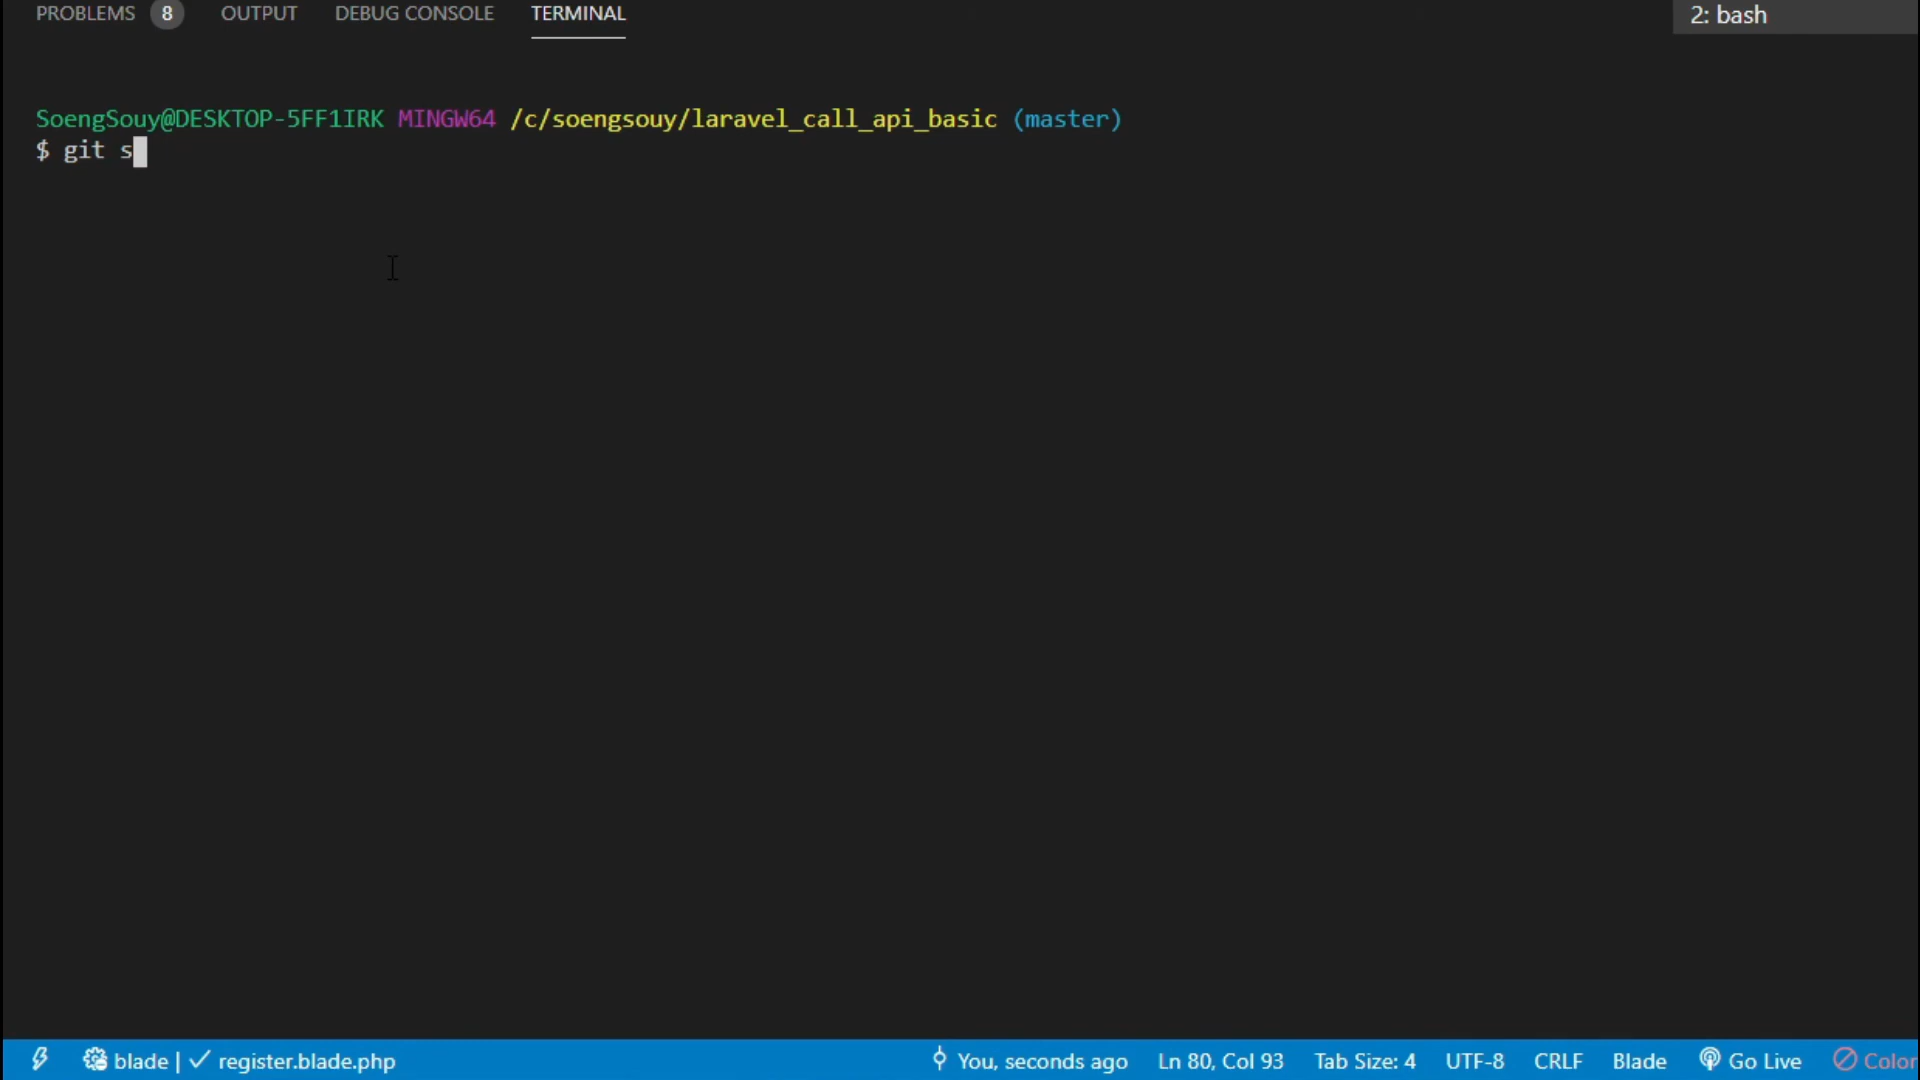 PROBLEMS 8 OUTPUT DEBUG CONSOLE TERMINAL 2: bash
SoengSouy@DESKTOP-5FF1IRK MINGW64 /c/soengsouy/laravel_call_api_basic (master)
$ git s
blade | ✓ register.blade.php You, seconds ago Ln 80, Col 93 Tab Size: 4 UTF-8 CRLF Blade Go Live Color